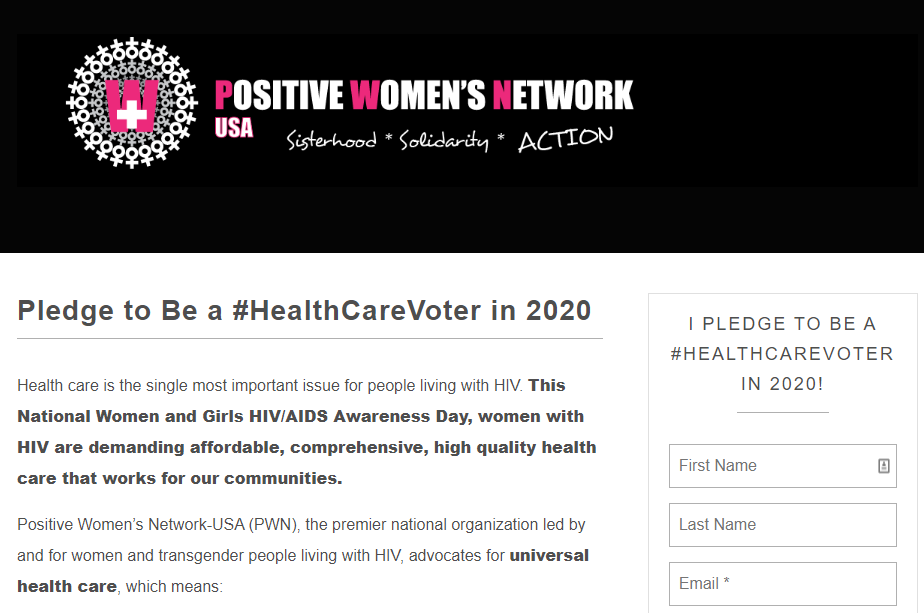 POSITIVE WOMEN'S NETWORK
USA
Sisterhood * Solidarity * ACTION
Pledge to Be a #HealthCareVoter in 2020
Health care is the single most important issue for people living with HIV. This
National Women and Girls HIV/AIDS Awareness Day, women with
HIV are demanding affordable, comprehensive, high quality health
care that works for our communities.
Positive Women’s Network-USA (PWN), the premier national organization led by
and for women and transgender people living with HIV, advocates for universal
health care, which means:
I PLEDGE TO BE A
#HEALTHCAREVOTER
IN 2020!
First Name
Last Name
Email *